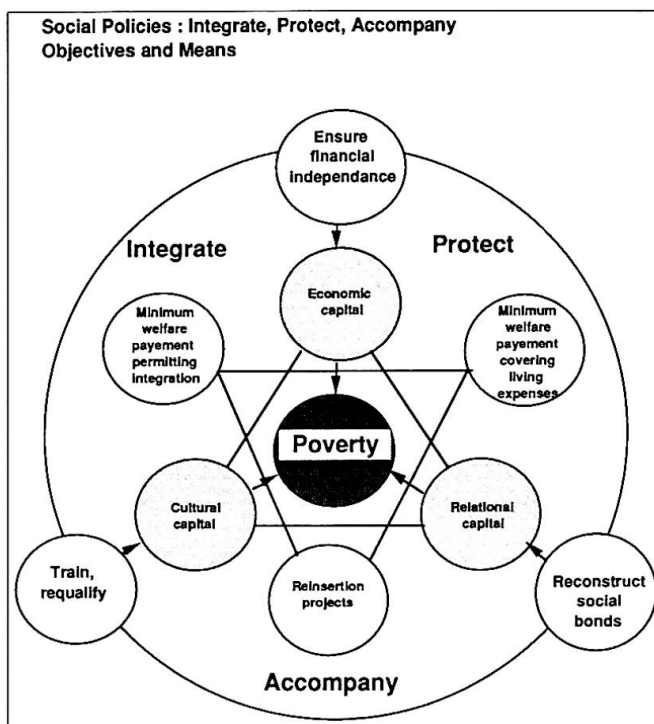 Social Policies : Integrate, Protect, Accompany
Objectives and Means
Ensure
financial
independance
Integrate
Protect
Economic
capital
Minimum
welfare
payement
permitting
integration
Minimum
welfare
payement
covering
living
expenses
Poverty
Cultural
capital
Relational
capital
Train,
requalify
Reinsertion
projects
Reconstruct
social
bonds
Accompany